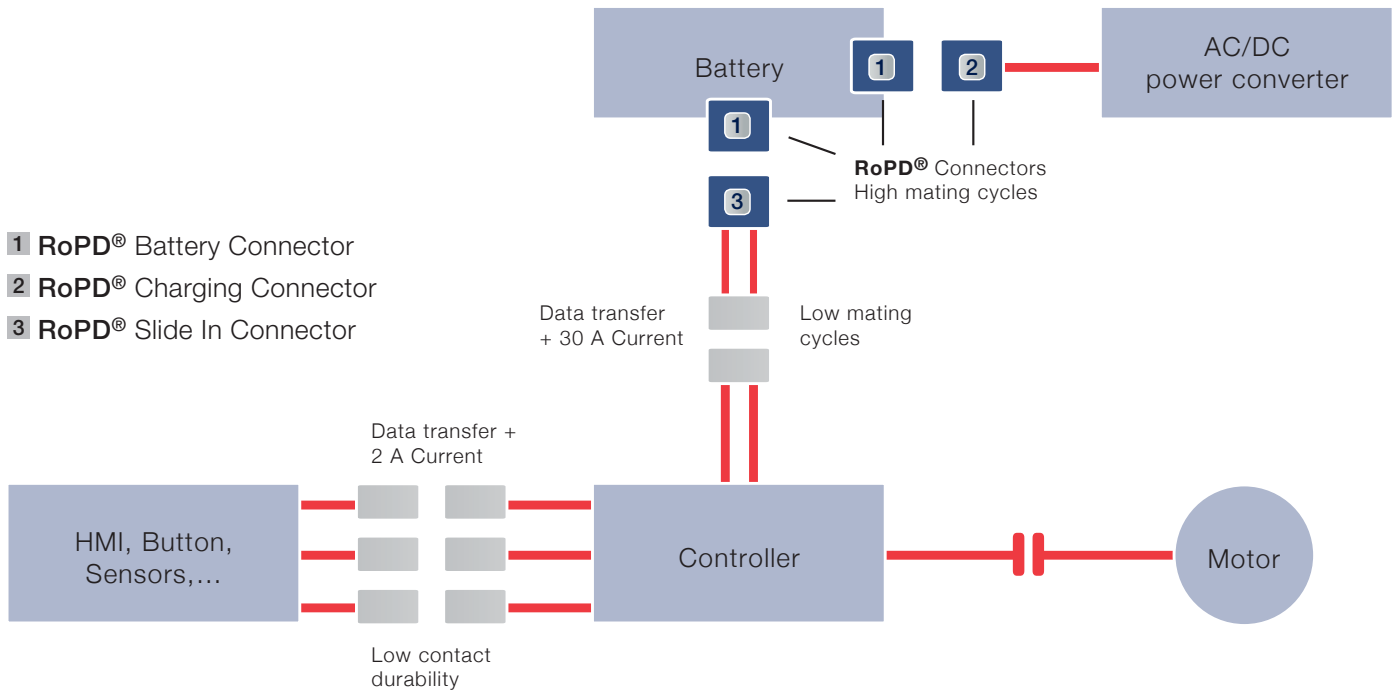 Battery
1
2
AC/DC
power converter
1
RoPD® Connectors
High mating cycles
3
1 RoPD® Battery Connector
2 RoPD® Charging Connector
3 RoPD® Slide In Connector
Data transfer
+ 30 A Current
Low mating
cycles
Data transfer +
2 A Current
HMI, Button,
Sensors,...
Controller
Motor
Low contact
durability